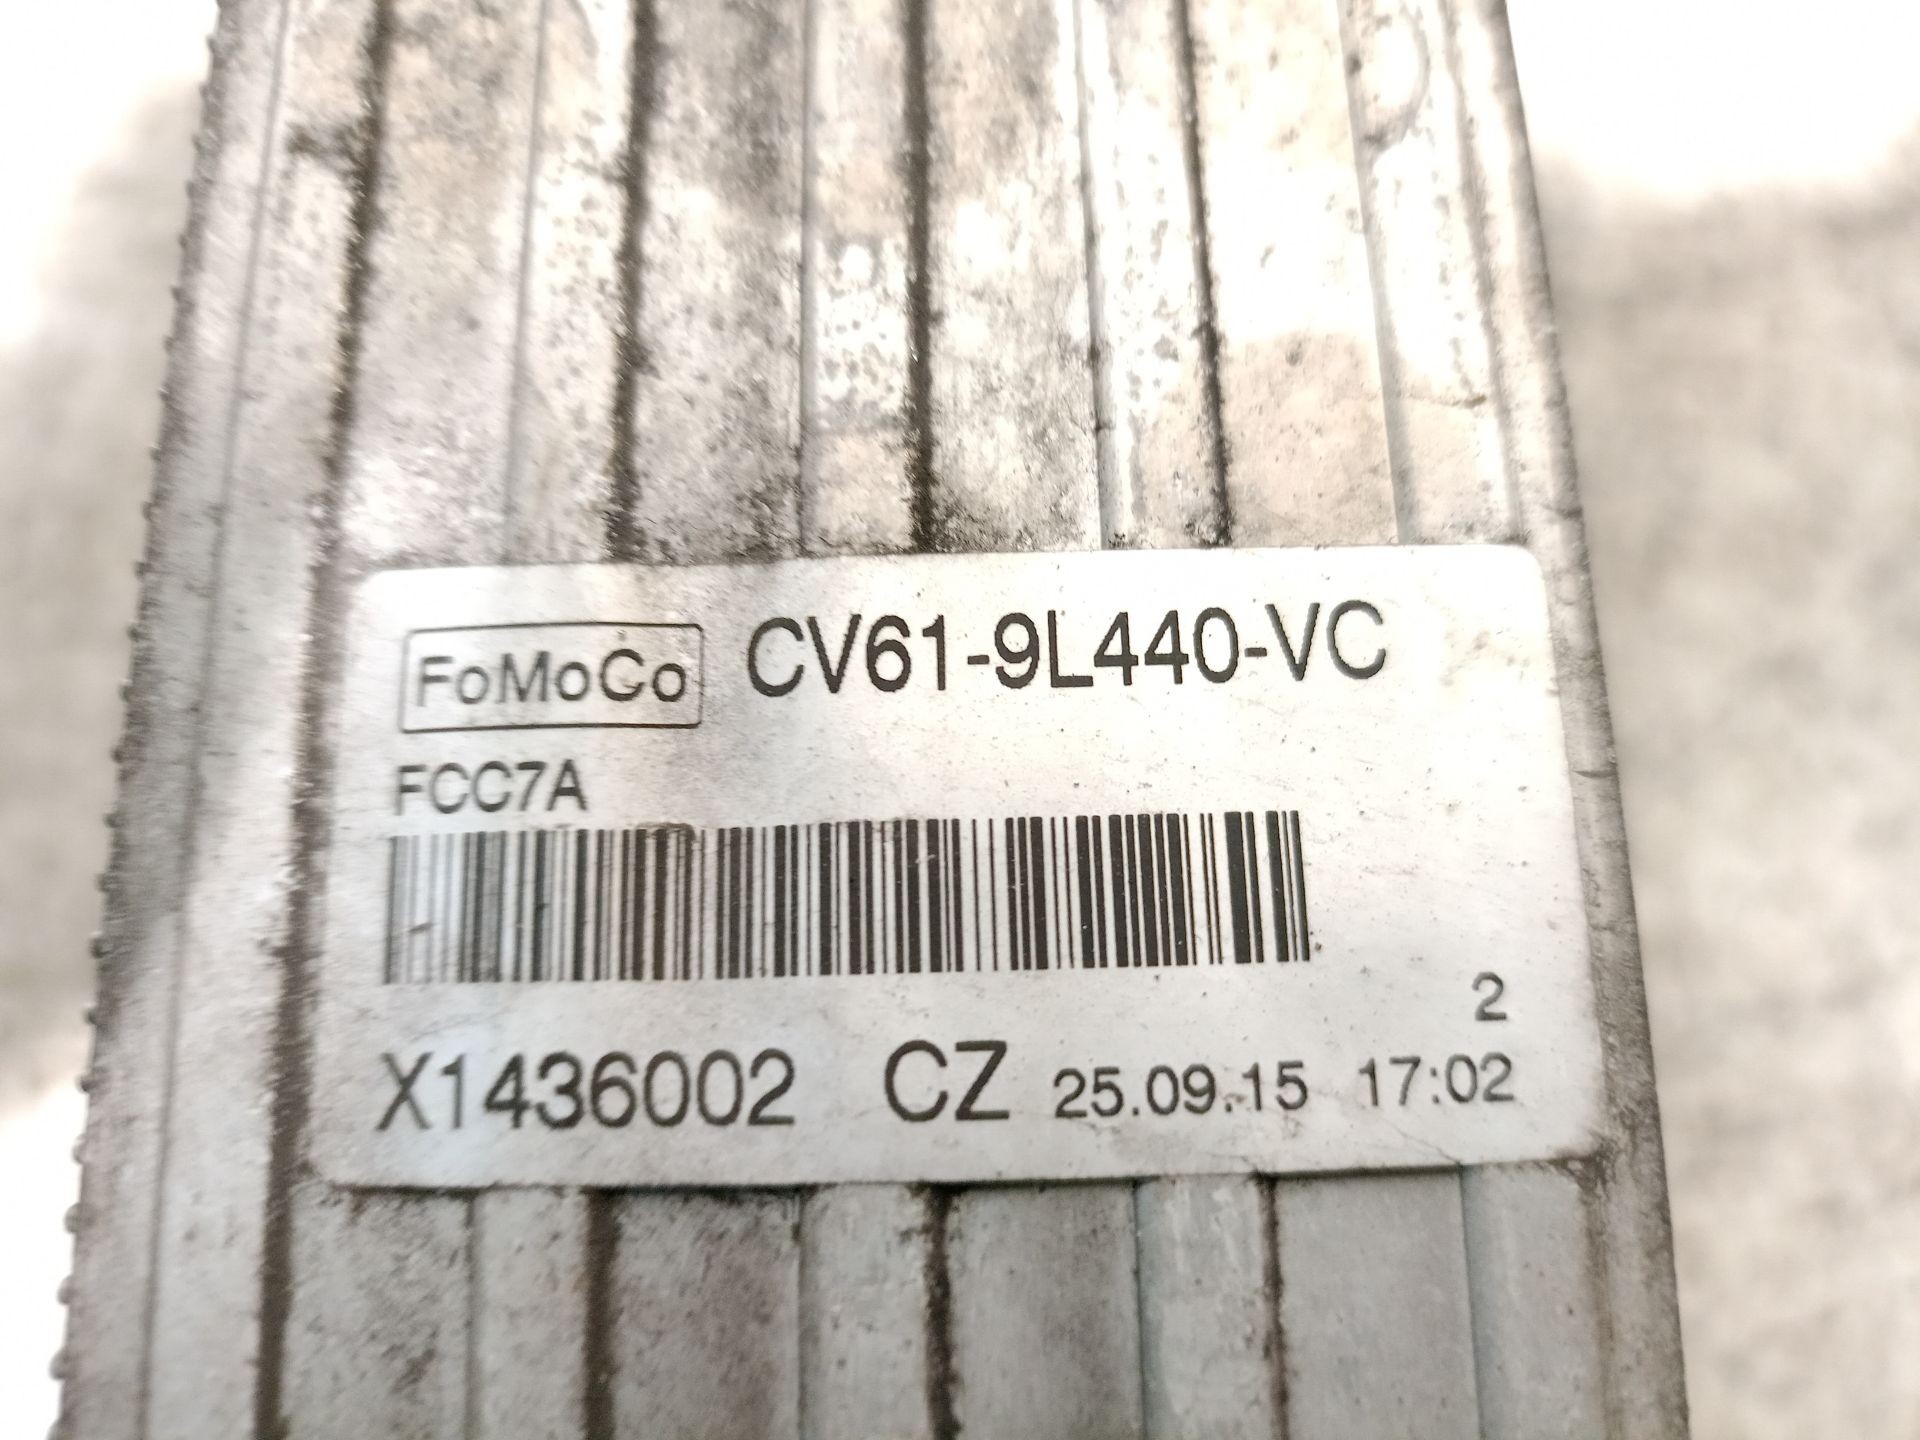 FoMoCo CV61-9L440-VC
FCC7A
2
X1436002 CZ 25.09.15 17:02